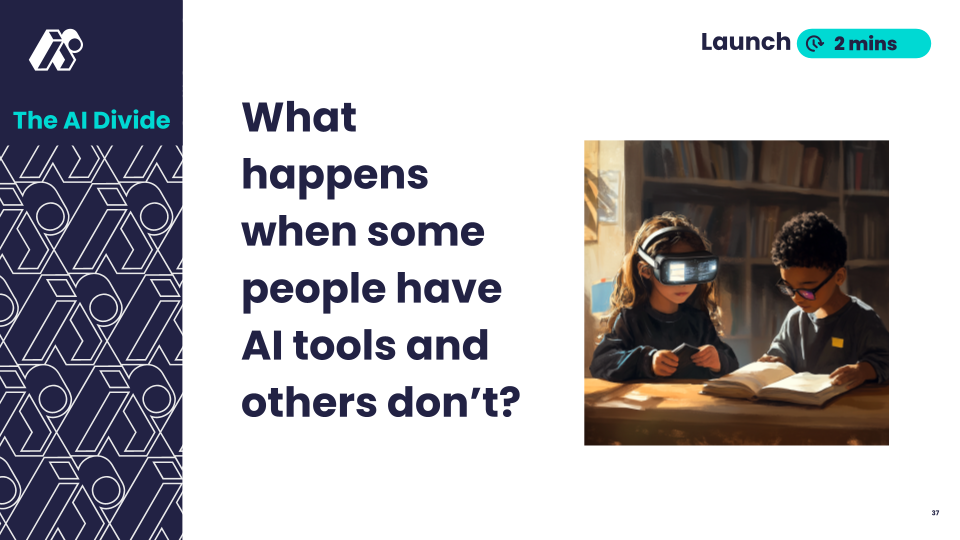 The AI Divide
Launch
2 mins
What
happens
when some
people have
AI tools and
others don’t?
37